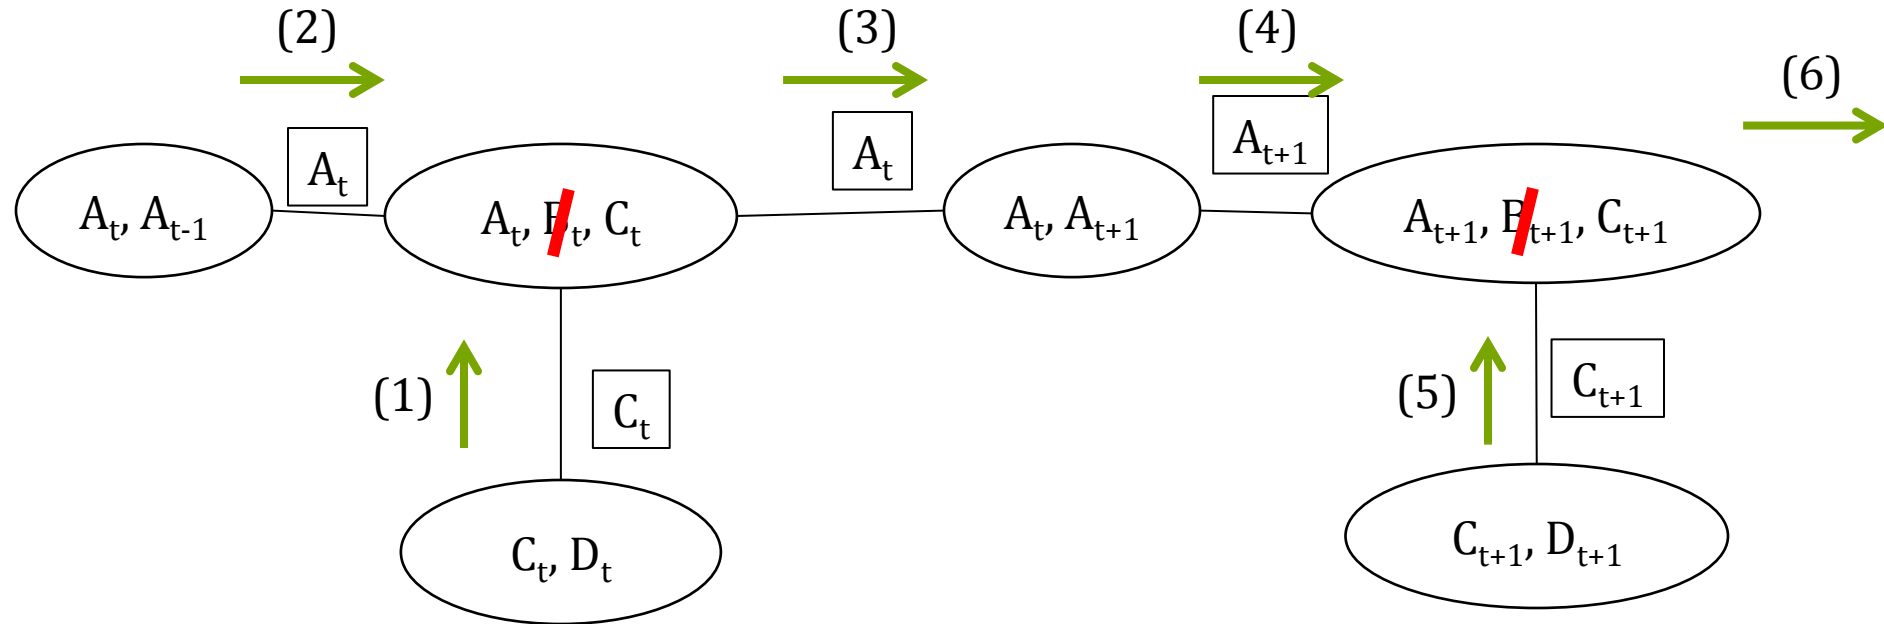 (2)
(3)
(4)
(6)
Aₜ
Aₜ
Aₜ₊₁
Aₜ, Aₜ₋₁
Aₜ, Bₜ, Cₜ
Aₜ, Aₜ₊₁
Aₜ₊₁, Bₜ₊₁, Cₜ₊₁
(1)
Cₜ
(5)
Cₜ₊₁
Cₜ, Dₜ
Cₜ₊₁, Dₜ₊₁